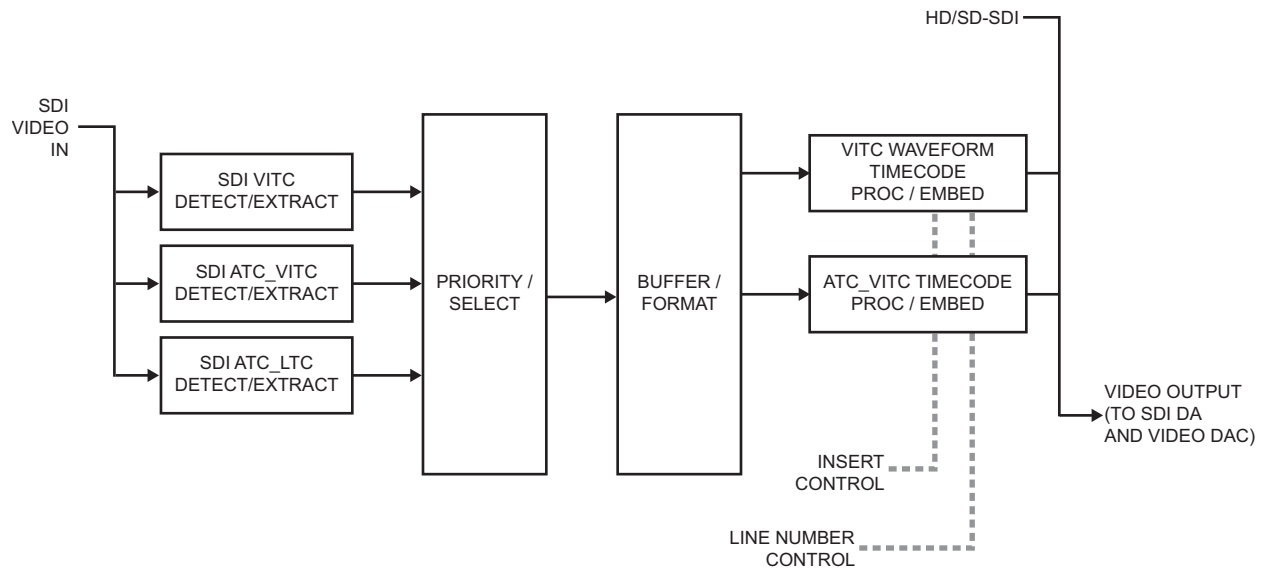 HD/SD-SDI
SDI
VIDEO
IN
SDI VITC
DETECT/EXTRACT
SDI ATC_VITC
DETECT/EXTRACT
SDI ATC_LTC
DETECT/EXTRACT
PRIORITY /
SELECT
BUFFER /
FORMAT
VITC WAVEFORM
TIMECODE
PROC / EMBED
ATC_VITC TIMECODE
PROC / EMBED
VIDEO OUTPUT
(TO SDI DA
AND VIDEO DAC)
INSERT
CONTROL
LINE NUMBER
CONTROL